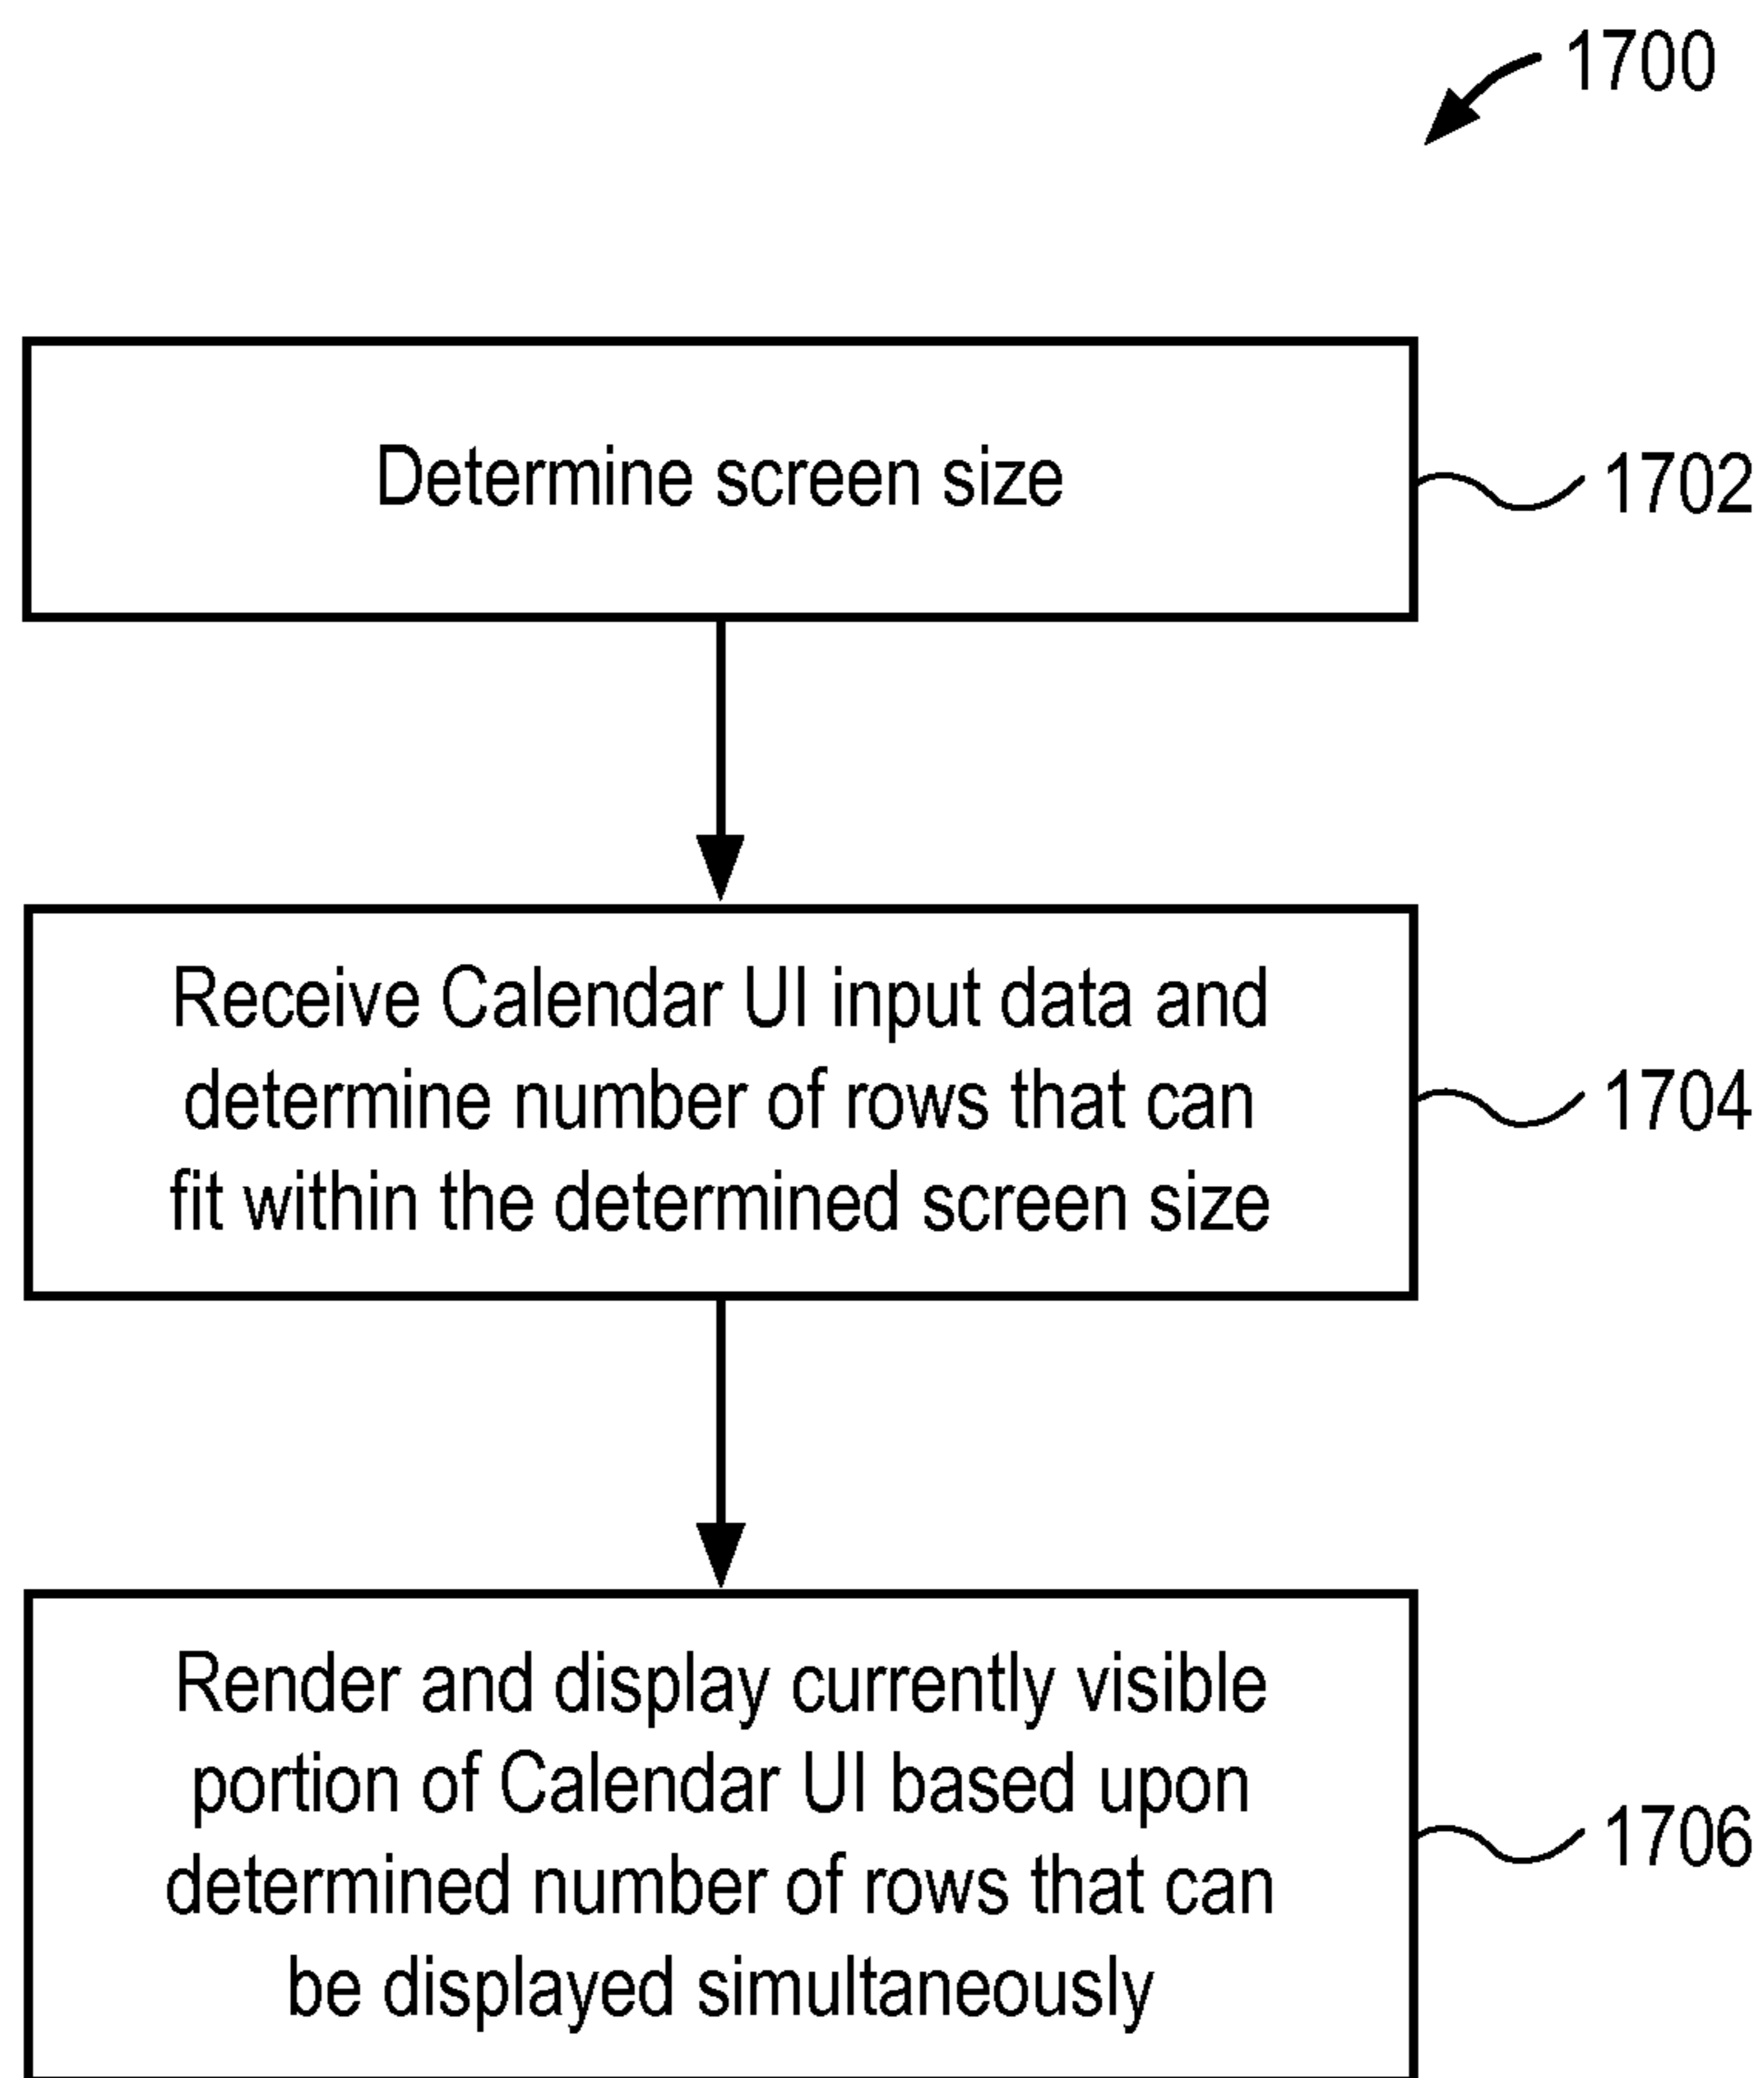 1700
Determine screen size
1702
Receive Calendar UI input data and
determine number of rows that can
fit within the determined screen size
1704
Render and display currently visible
portion of Calendar UI based upon
determined number of rows that can
be displayed simultaneously
1706